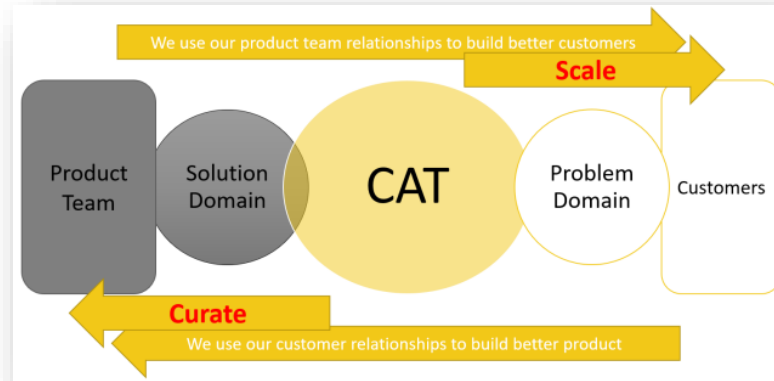 We use our product team relationships to build better customers
Scale
Product
Team
Solution
Domain
CAT
Problem
Domain
Customers
Curate
We use our customer relationships to build better product